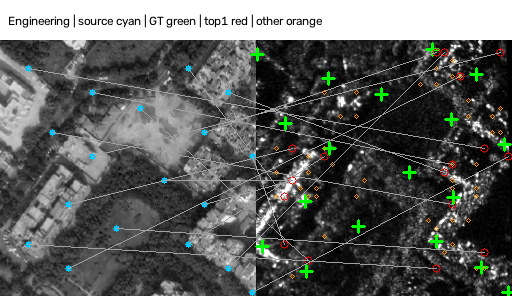 Engineering | source cyan | GT green | top1 red | other orange